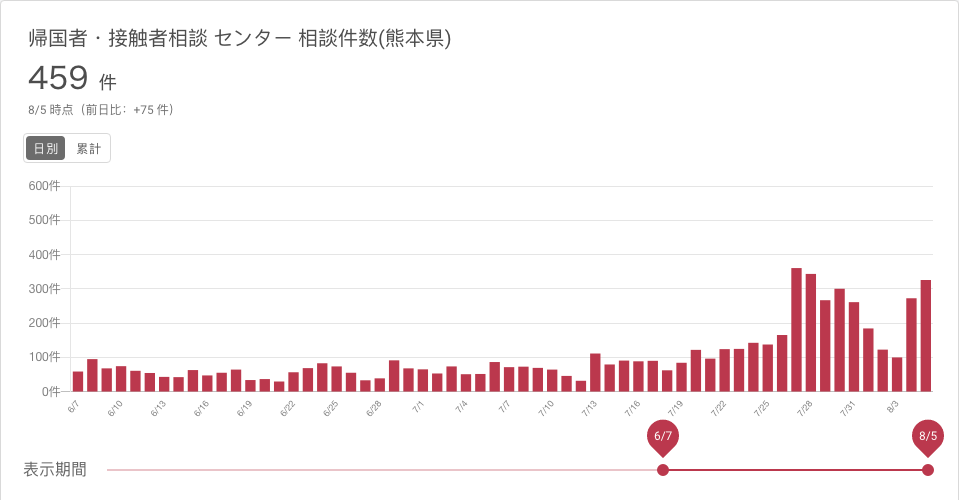 帰国者・接触者相談 センター 相談件数(熊本県)
459 件
8/5 時点（前日比：+75 件）
日別 累計
600件
500件
400件
300件
200件
100件
0件
6/7 6/10 6/13 6/16 6/19 6/22 6/25 6/28 7/1 7/4 7/7 7/10 7/13 7/16 7/19 7/22 7/25 7/28 7/31 8/3
6/7 8/5
表示期間